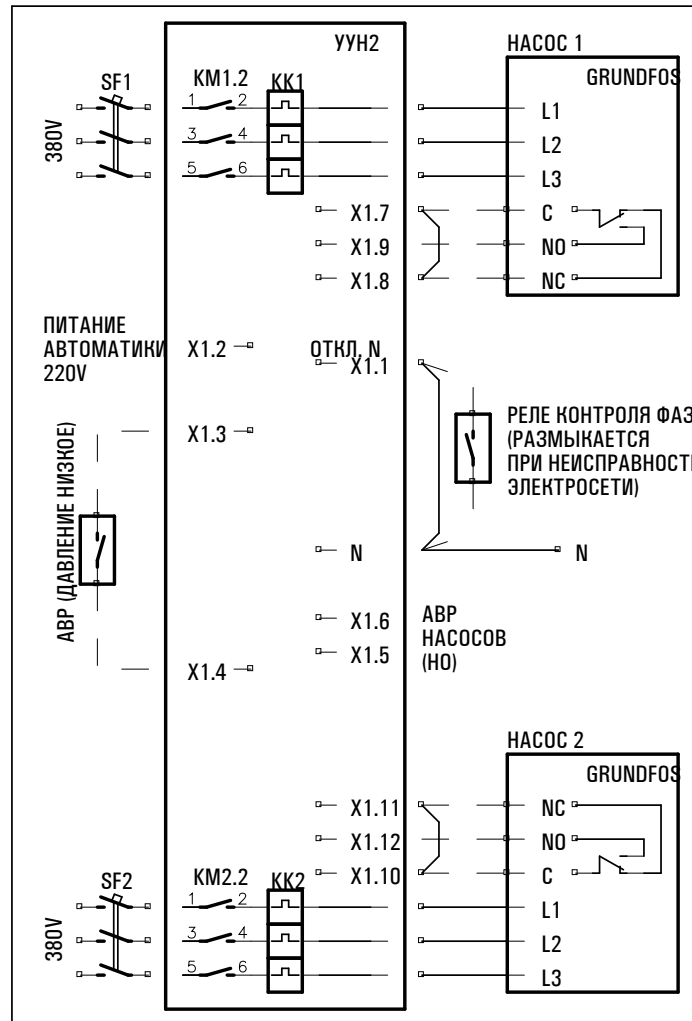 УУН2
НАСОС 1
SF1
KM1.2
KK1
GRUNDFOS
380V
1 2
3 4
5 6
L1
L2
L3
X1.7
C
X1.9
NO
X1.8
NC
ПИТАНИЕ
АВТОМАТИКИ
220V
X1.2
ОТКЛ. N
X1.1
X1.3
РЕЛЕ КОНТРОЛЯ ФАЗ
(РАЗМЫКАЕТСЯ
ПРИ НЕИСПРАВНОСТИ
ЭЛЕКТРОСЕТИ)
АВР (ДАВЛЕНИЕ НИЗКОЕ)
N
N
X1.6
X1.5
АВР
НАСОСОВ
(НО)
X1.4
НАСОС 2
GRUNDFOS
X1.11
NC
X1.12
NO
X1.10
C
SF2
KM2.2
KK2
380V
1 2
3 4
5 6
L1
L2
L3